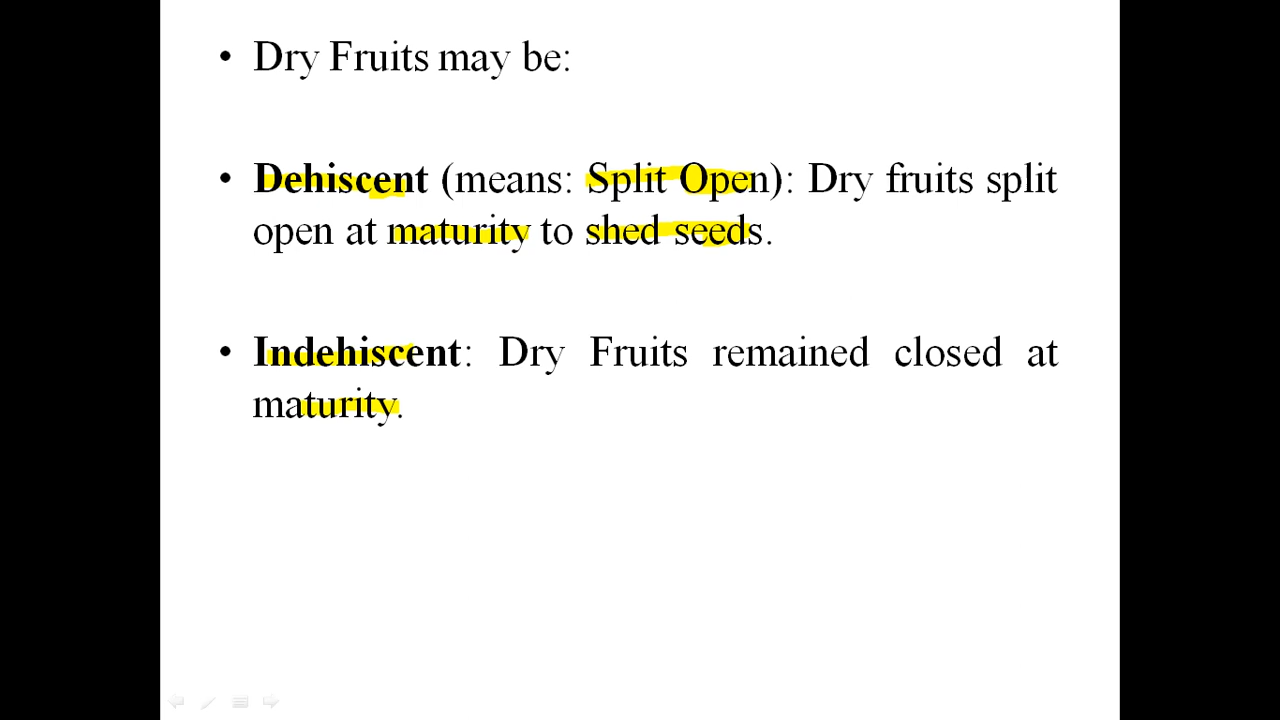 • Dry Fruits may be:
• Dehiscent (means: Split Open): Dry fruits split
open at maturity to shed seeds.
• Indehiscent: Dry Fruits remained closed at
maturity.